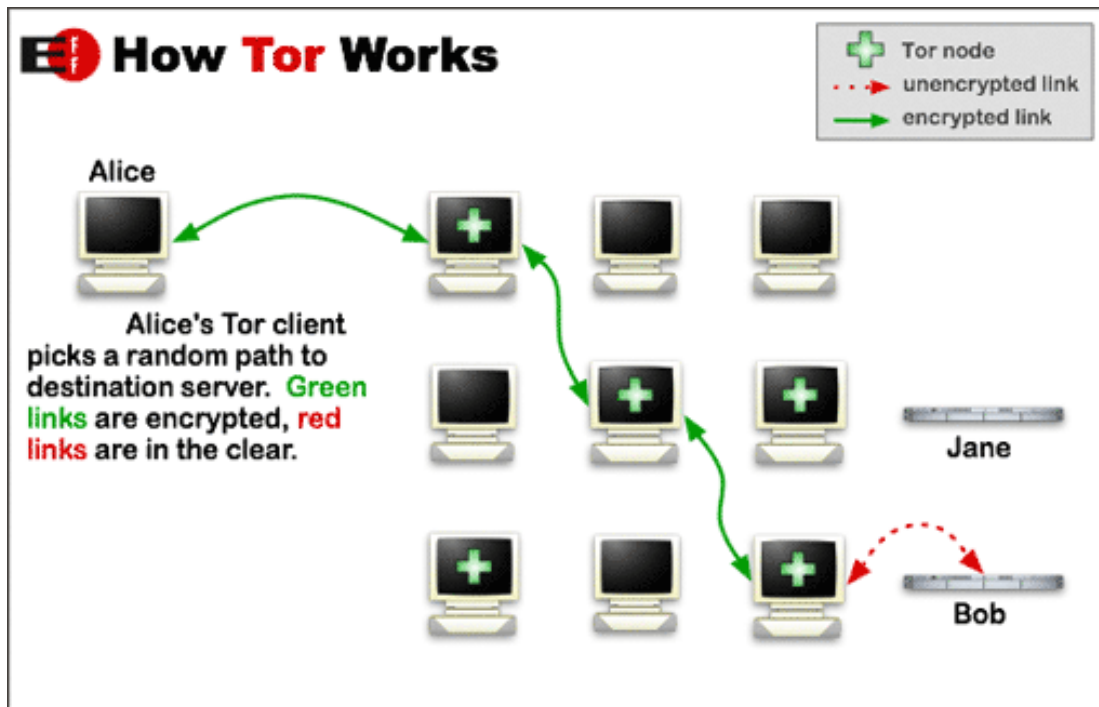 EFF How Tor Works
Tor node
unencrypted link
encrypted link
Alice
Alice's Tor client
picks a random path to
destination server. Green
links are encrypted, red
links are in the clear.
Jane
Bob